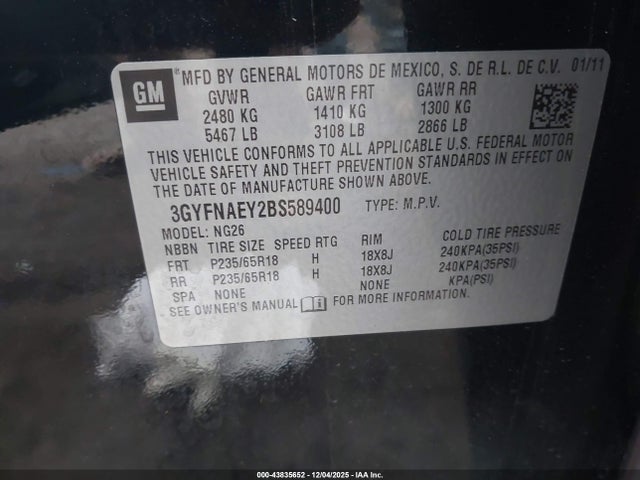 GM
MFD BY GENERAL MOTORS DE MEXICO, S. DE R.L. DE C.V. 01/11
GVWR GAWR FRT GAWR RR
2480 KG 1410 KG 1300 KG
5467 LB 3108 LB 2866 LB
THIS VEHICLE CONFORMS TO ALL APPLICABLE U.S. FEDERAL MOTOR
VEHICLE SAFETY AND THEFT PREVENTION STANDARDS IN EFFECT ON
THE DATE OF MANUFACTURE SHOWN ABOVE.
3GYFNAEY2BS589400 TYPE: M.P.V.
MODEL: NG26
NBBN TIRE SIZE SPEED RTG RIM COLD TIRE PRESSURE
FRT P235/65R18 H 18X8J 240KPA(35PSI)
RR P235/65R18 H 18X8J 240KPA(35PSI)
SPA NONE NONE KPA(PSI)
SEE OWNER'S MANUAL FOR MORE INFORMATION.
000-43835652 - 12/04/2025 - IAA Inc.